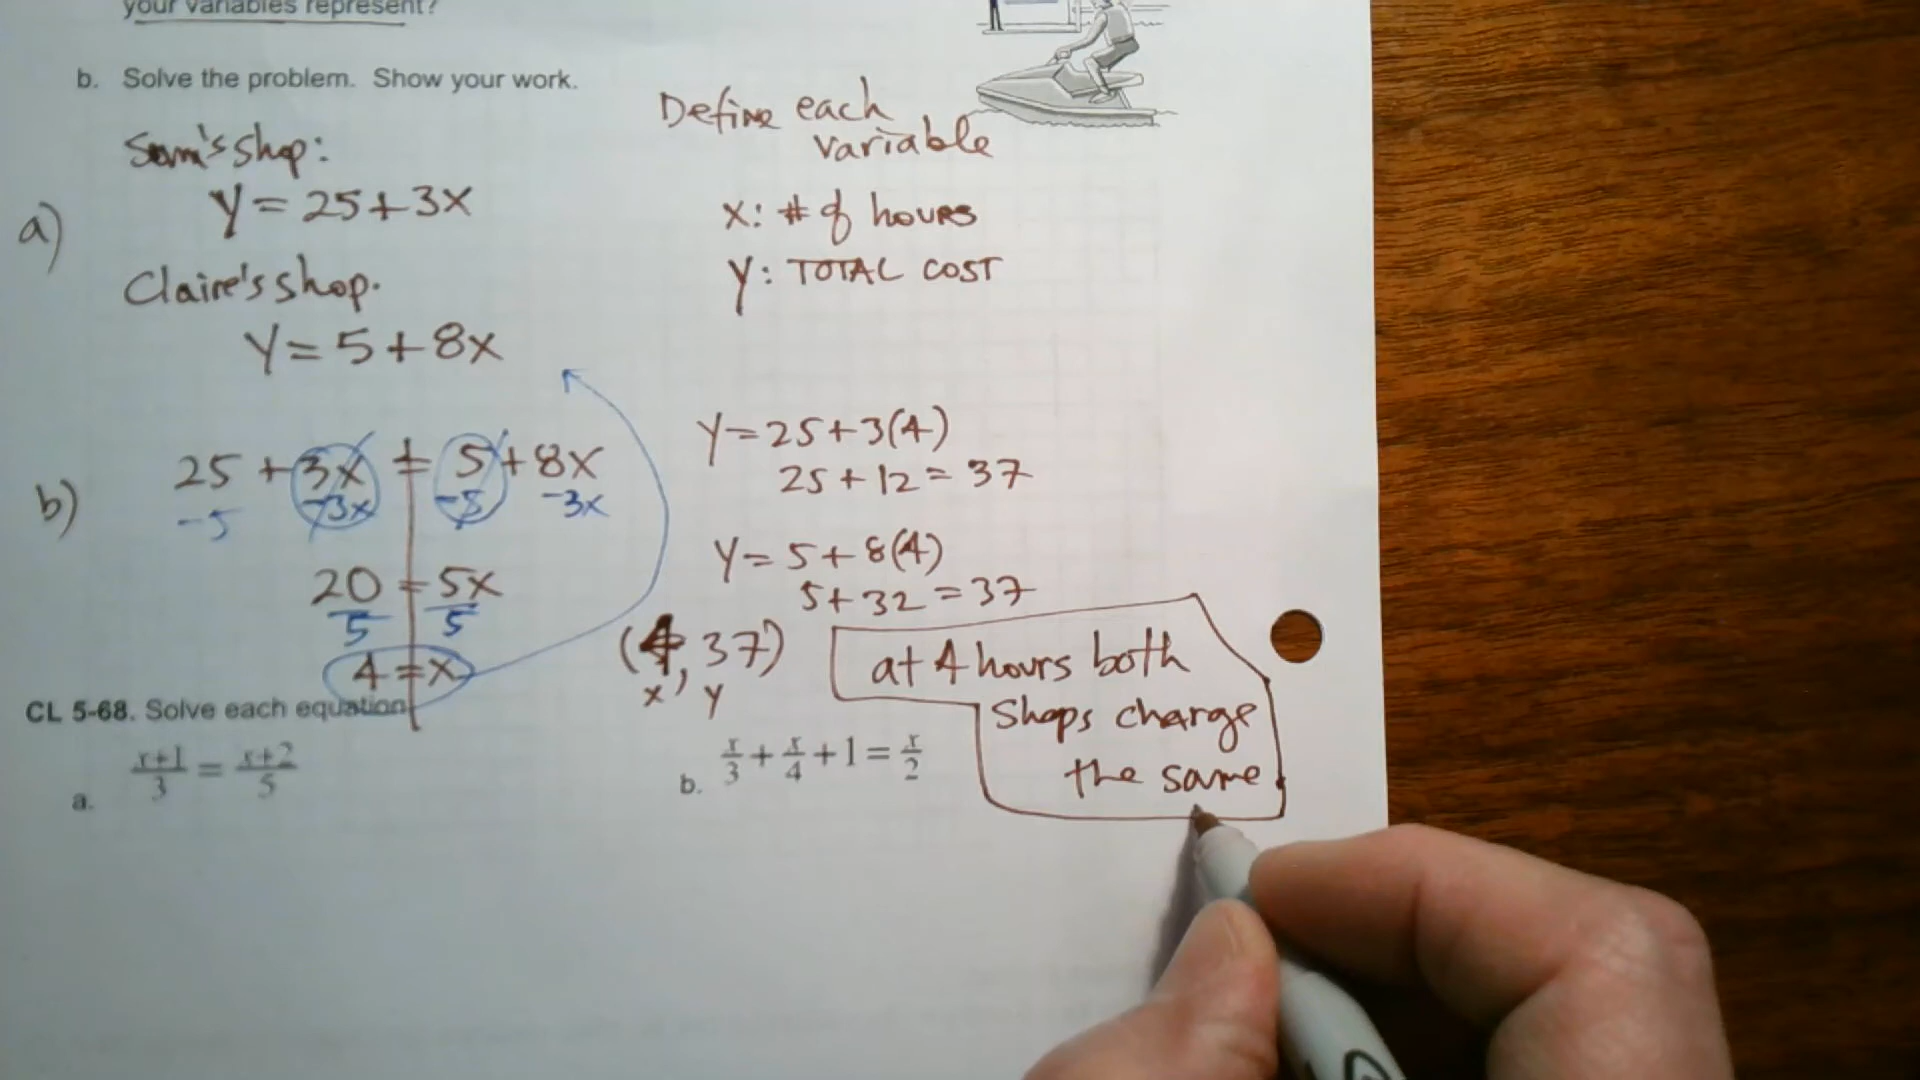 your variables represent?
b. Solve the problem. Show your work.
Sam's shop:
a) y = 25 + 3x
Claire's shop.
y = 5 + 8x
Define each
variable
x: # of hours
y: TOTAL COST
b) 25 + 3x = 5 + 8x
-5 -3x -5 -3x
20 = 5x
5 5
4 = x
y = 25 + 3(4)
25 + 12 = 37
y = 5 + 8(4)
5 + 32 = 37
(4, 37)
x, y
at 4 hours both
shops charge
the same
CL 5-68. Solve each equation
a. x+1/3 = x+2/5
b. x/3 + x/4 + 1 = x/2